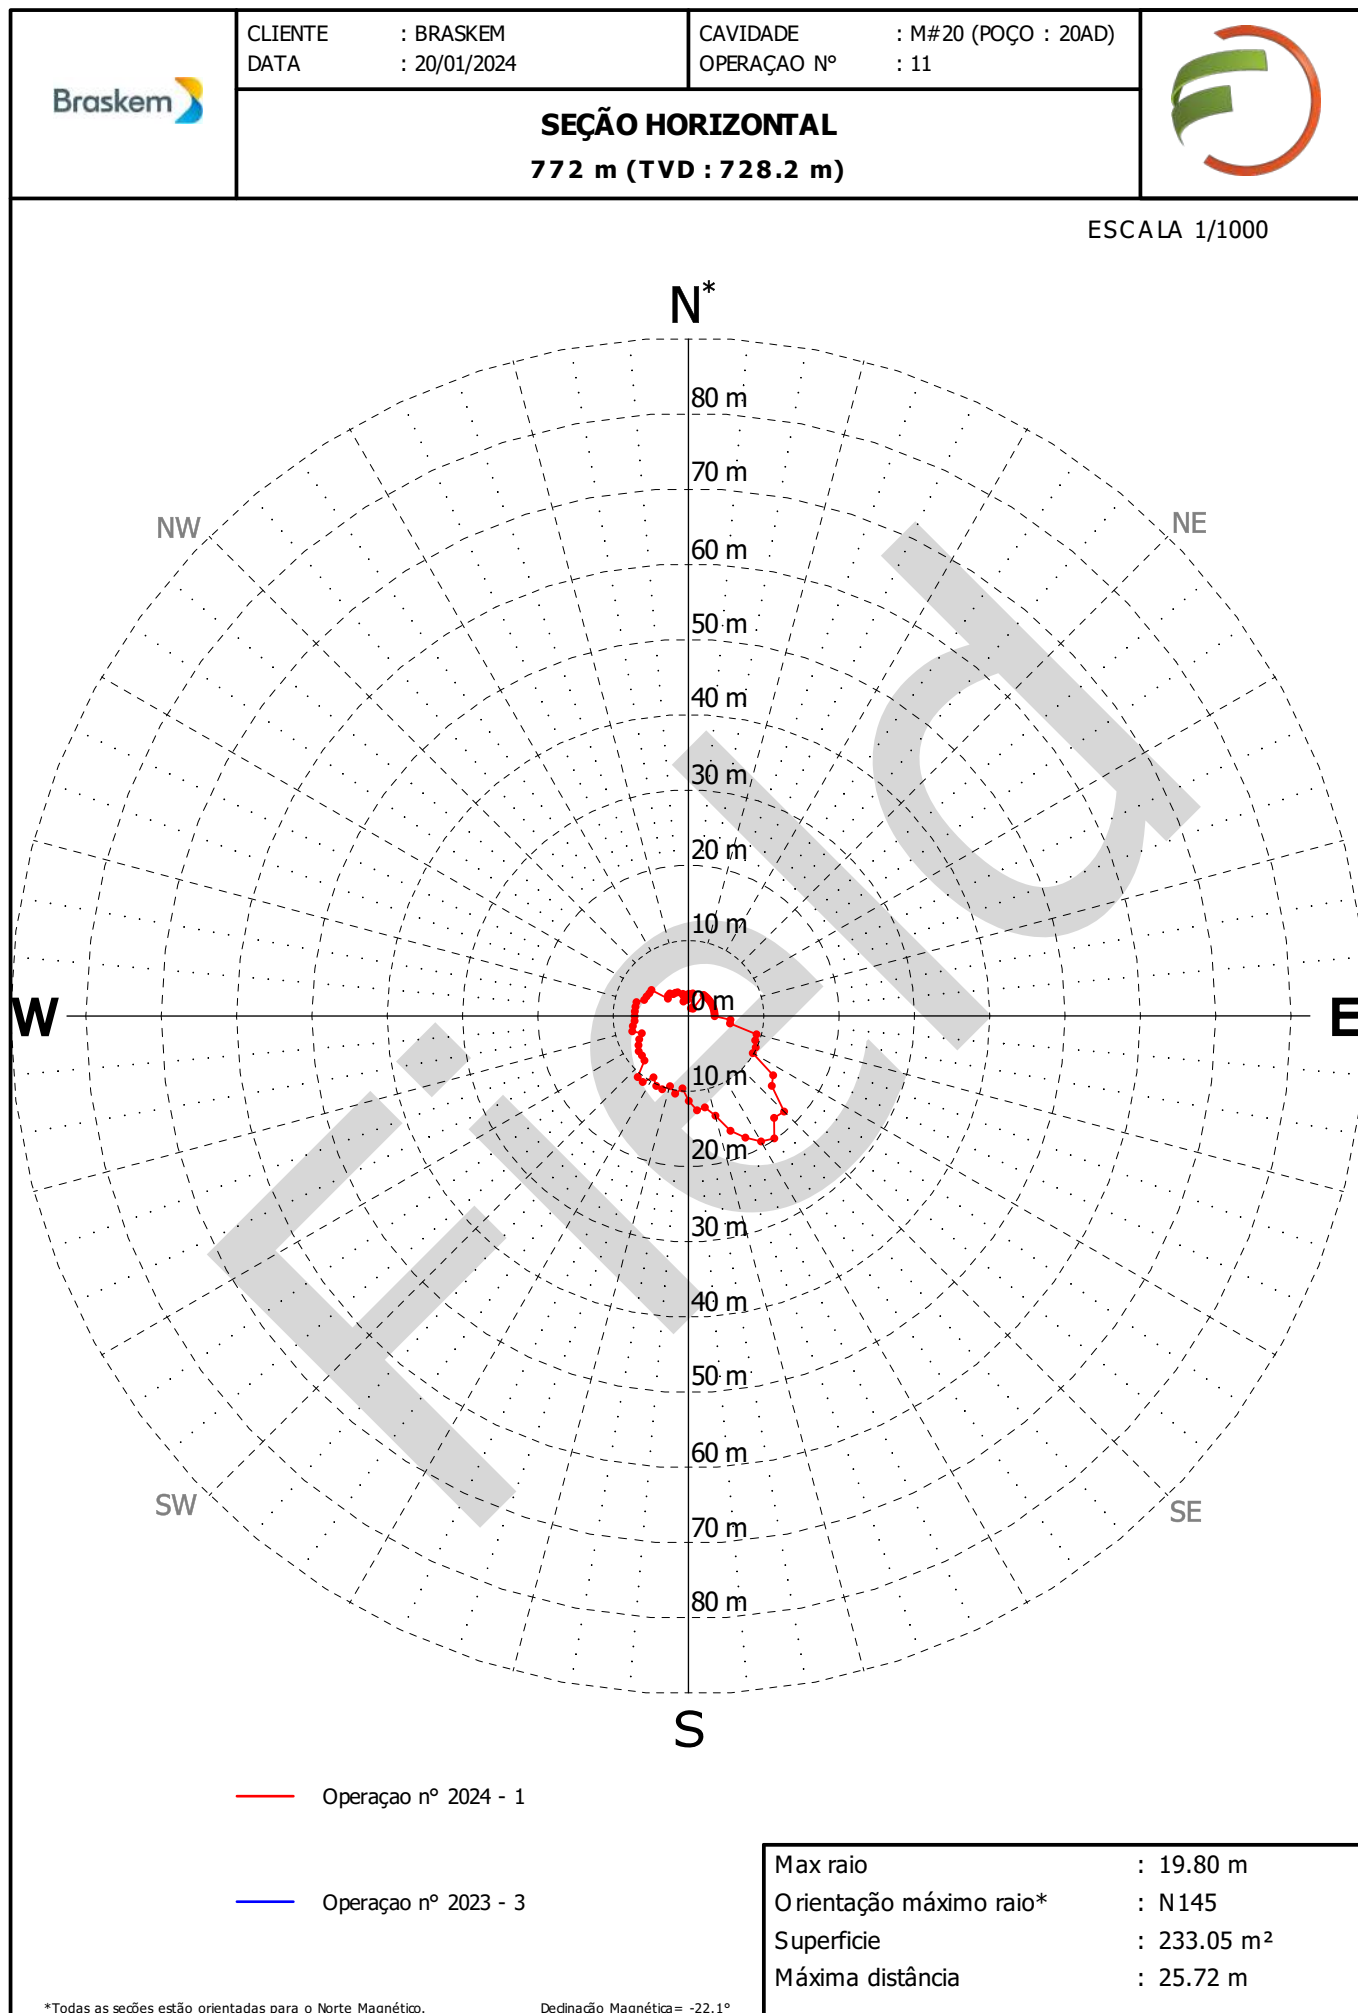 Braskem
CLIENTE : BRASKEM
DATA : 20/01/2024
CAVIDADE : M#20 (POÇO : 20AD)
OPERAÇAO N° : 11
SEÇÃO HORIZONTAL
772 m (TVD : 728.2 m)
ESCALA 1/1000
N*
80 m
70 m
NW
NE
60 m
50 m
40 m
30 m
20 m
10 m
0 m
W
E
10 m
20 m
30 m
40 m
50 m
60 m
SW
SE
70 m
80 m
S
Field
Operaçao n° 2024 - 1
Operaçao n° 2023 - 3
Max raio : 19.80 m
Orientação máximo raio* : N145
Superficie : 233.05 m²
Máxima distância : 25.72 m
*Todas as seções estão orientadas para o Norte Magnético. Declinação Magnética= -22.1°